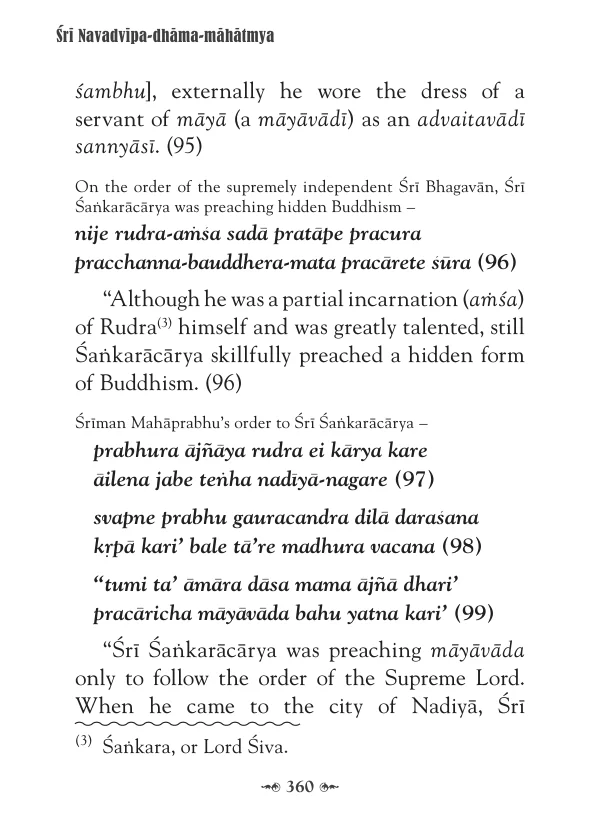 Śrī Navadvīpa-dhāma-māhātmya
śambhu], externally he wore the dress of a
servant of māyā (a māyāvādī) as an advaitavādī
sannyāsī. (95)
On the order of the supremely independent Śrī Bhagavān, Śrī
Śaṅkarācārya was preaching hidden Buddhism –
nije rudra-aṁśa sadā pratāpe pracura
pracchanna-bauddhera-mata pracārete śūra (96)
“Although he was a partial incarnation (aṁśa)
of Rudra(3) himself and was greatly talented, still
Śaṅkarācārya skillfully preached a hidden form
of Buddhism. (96)
Śrīman Mahāprabhu’s order to Śrī Śaṅkarācārya –
prabhura ājñāya rudra ei kārya kare
āilena jabe teṅha nadīyā-nagare (97)
svapne prabhu gauracandra dilā daraśana
kṛpā kari’ bale tā’re madhura vacana (98)
“tumi ta’ āmāra dāsa mama ājñā dhari’
pracāricha māyāvāda bahu yatna kari’ (99)
“Śrī Śaṅkarācārya was preaching māyāvāda
only to follow the order of the Supreme Lord.
When he came to the city of Nadiyā, Śrī
(3) Śaṅkara, or Lord Śiva.
360